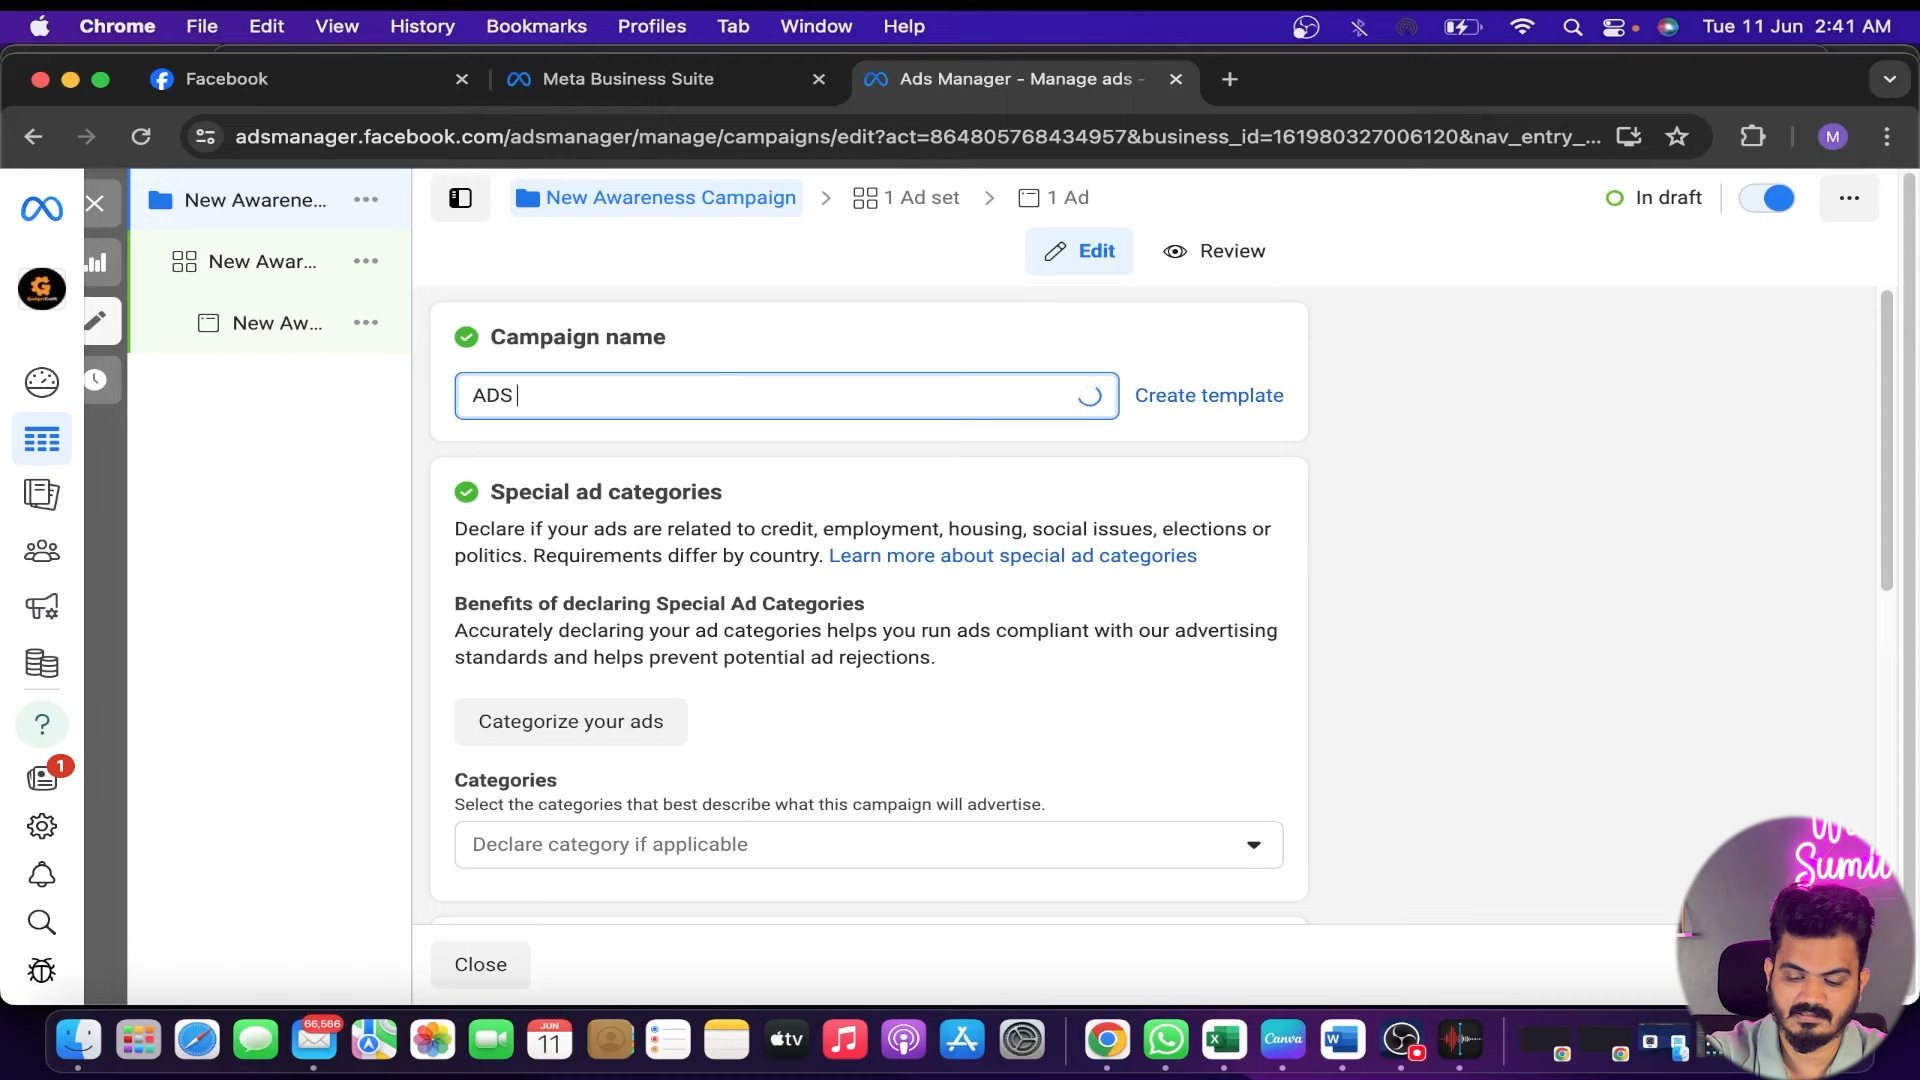 Chrome File Edit View History Bookmarks Profiles Tab Window Help Tue 11 Jun 2:41 AM
Facebook Meta Business Suite Ads Manager - Manage ads -
adsmanager.facebook.com/adsmanager/manage/campaigns/edit?act=864805768434957&business_id=161980327006120&nav_entry_... M
New Awarene... New Awareness Campaign 1 Ad set 1 Ad In draft
Edit Review
New Awar...
New Aw...
Campaign name
ADS
Create template
Special ad categories
Declare if your ads are related to credit, employment, housing, social issues, elections or
politics. Requirements differ by country. Learn more about special ad categories
Benefits of declaring Special Ad Categories
Accurately declaring your ad categories helps you run ads compliant with our advertising
standards and helps prevent potential ad rejections.
Categorize your ads
1
Categories
Select the categories that best describe what this campaign will advertise.
Declare category if applicable
Close
Sumit
66,566
JUN
11
tv
Canva